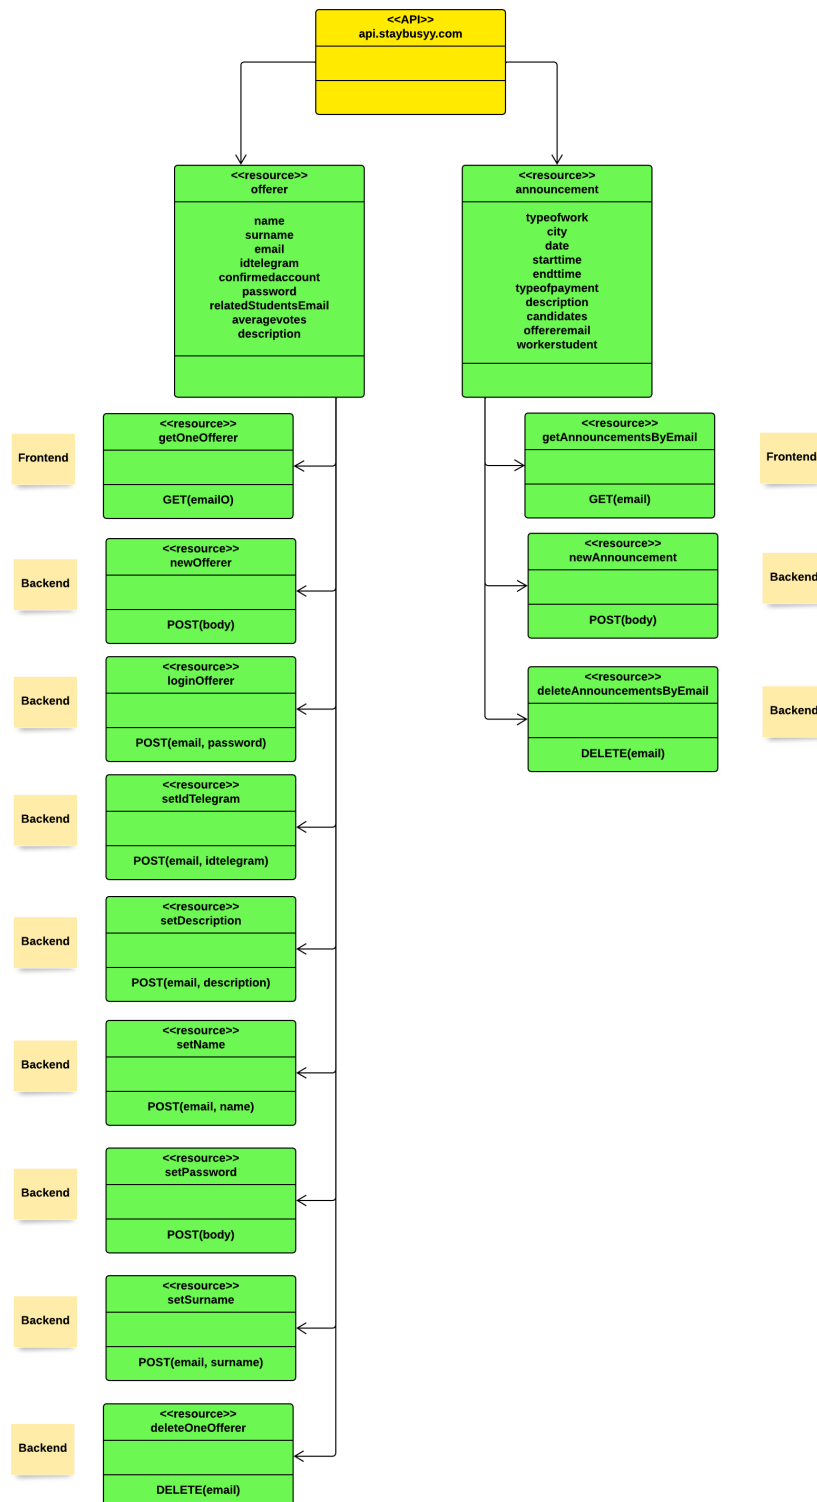 <<API>>
api.staybusyy.com
<<resource>>
offerer
name
surname
email
idtelegram
confirmedaccount
password
relatedStudentsEmail
averagevotes
description
<<resource>>
announcement
typeofwork
city
date
starttime
endttime
typeofpayment
description
candidates
offereremail
workerstudent
Frontend
<<resource>>
getOneOfferer
GET(emailO)
<<resource>>
getAnnouncementsByEmail
GET(email)
Frontend
Backend
<<resource>>
newOfferer
POST(body)
<<resource>>
newAnnouncement
POST(body)
Backend
Backend
<<resource>>
loginOfferer
POST(email, password)
<<resource>>
deleteAnnouncementsByEmail
DELETE(email)
Backend
Backend
<<resource>>
setIdTelegram
POST(email, idtelegram)
Backend
<<resource>>
setDescription
POST(email, description)
Backend
<<resource>>
setName
POST(email, name)
Backend
<<resource>>
setPassword
POST(body)
Backend
<<resource>>
setSurname
POST(email, surname)
Backend
<<resource>>
deleteOneOfferer
DELETE(email)